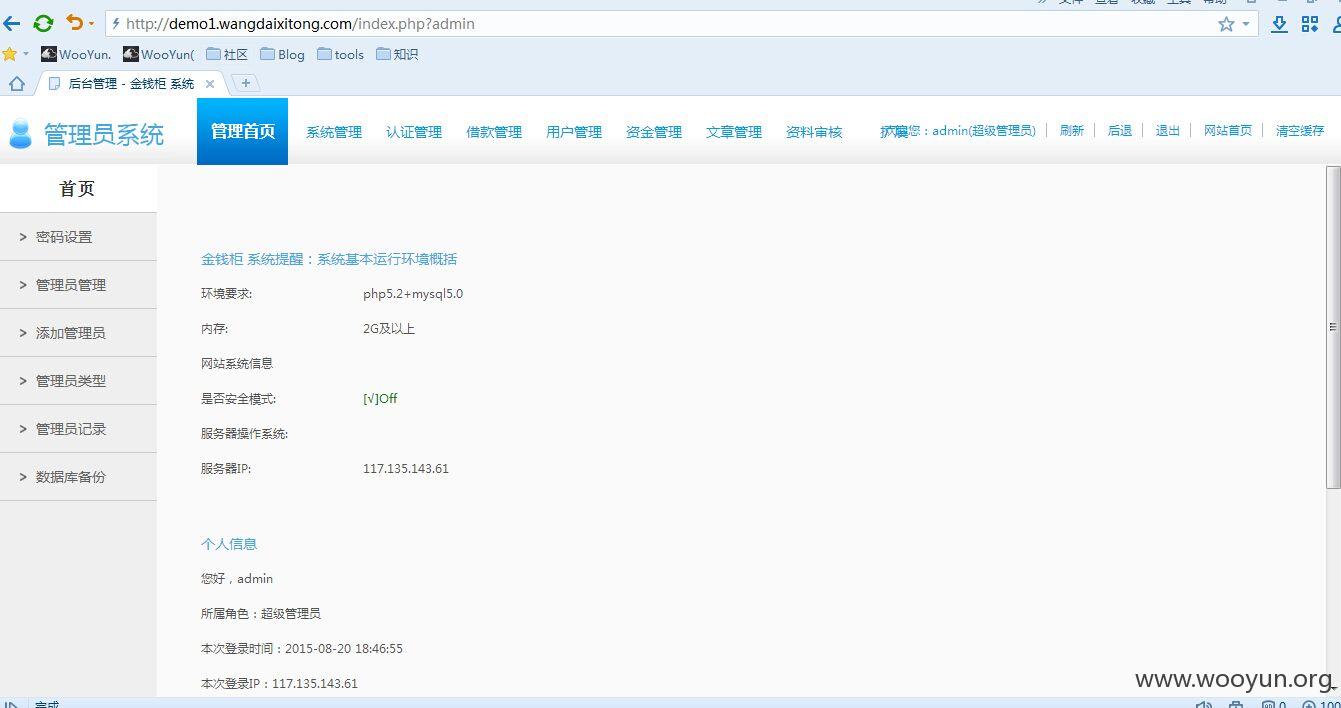 http://demo1.wangdaixitong.com/index.php?admin
WooYun. WooYun( 社区 Blog tools 知识
后台管理 - 金钱柜 系统
管理员系统 管理首页 系统管理 认证管理 借款管理 用户管理 资金管理 文章管理 资料审核 您：admin(超级管理员) 刷新 后退 退出 网站首页 清空缓存
首页
> 密码设置
> 管理员管理
> 添加管理员
> 管理员类型
> 管理员记录
> 数据库备份
金钱柜 系统提醒：系统基本运行环境概括
环境要求: php5.2+mysql5.0
内存: 2G及以上
网站系统信息
是否安全模式: [√]Off
服务器操作系统:
服务器IP: 117.135.143.61
个人信息
您好，admin
所属角色：超级管理员
本次登录时间：2015-08-20 18:46:55
本次登录IP：117.135.143.61
www.wooyun.org
完成 0 100